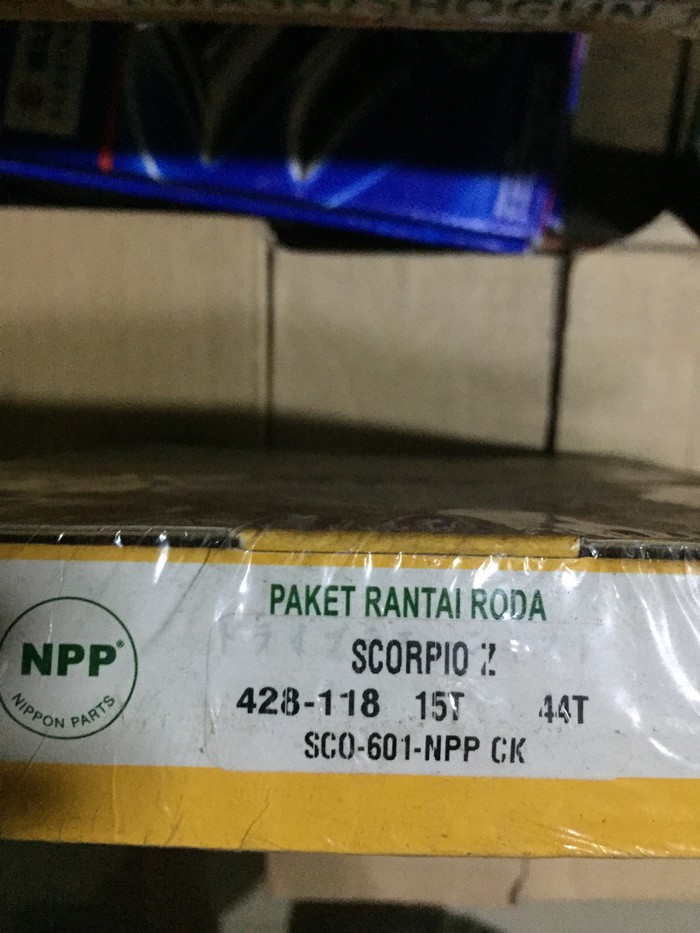 NPP®
NIPPON PARTS
PAKET RANTAI RODA
SCORPIO Z
428-118 15T 44T
SCO-601-NPP CK